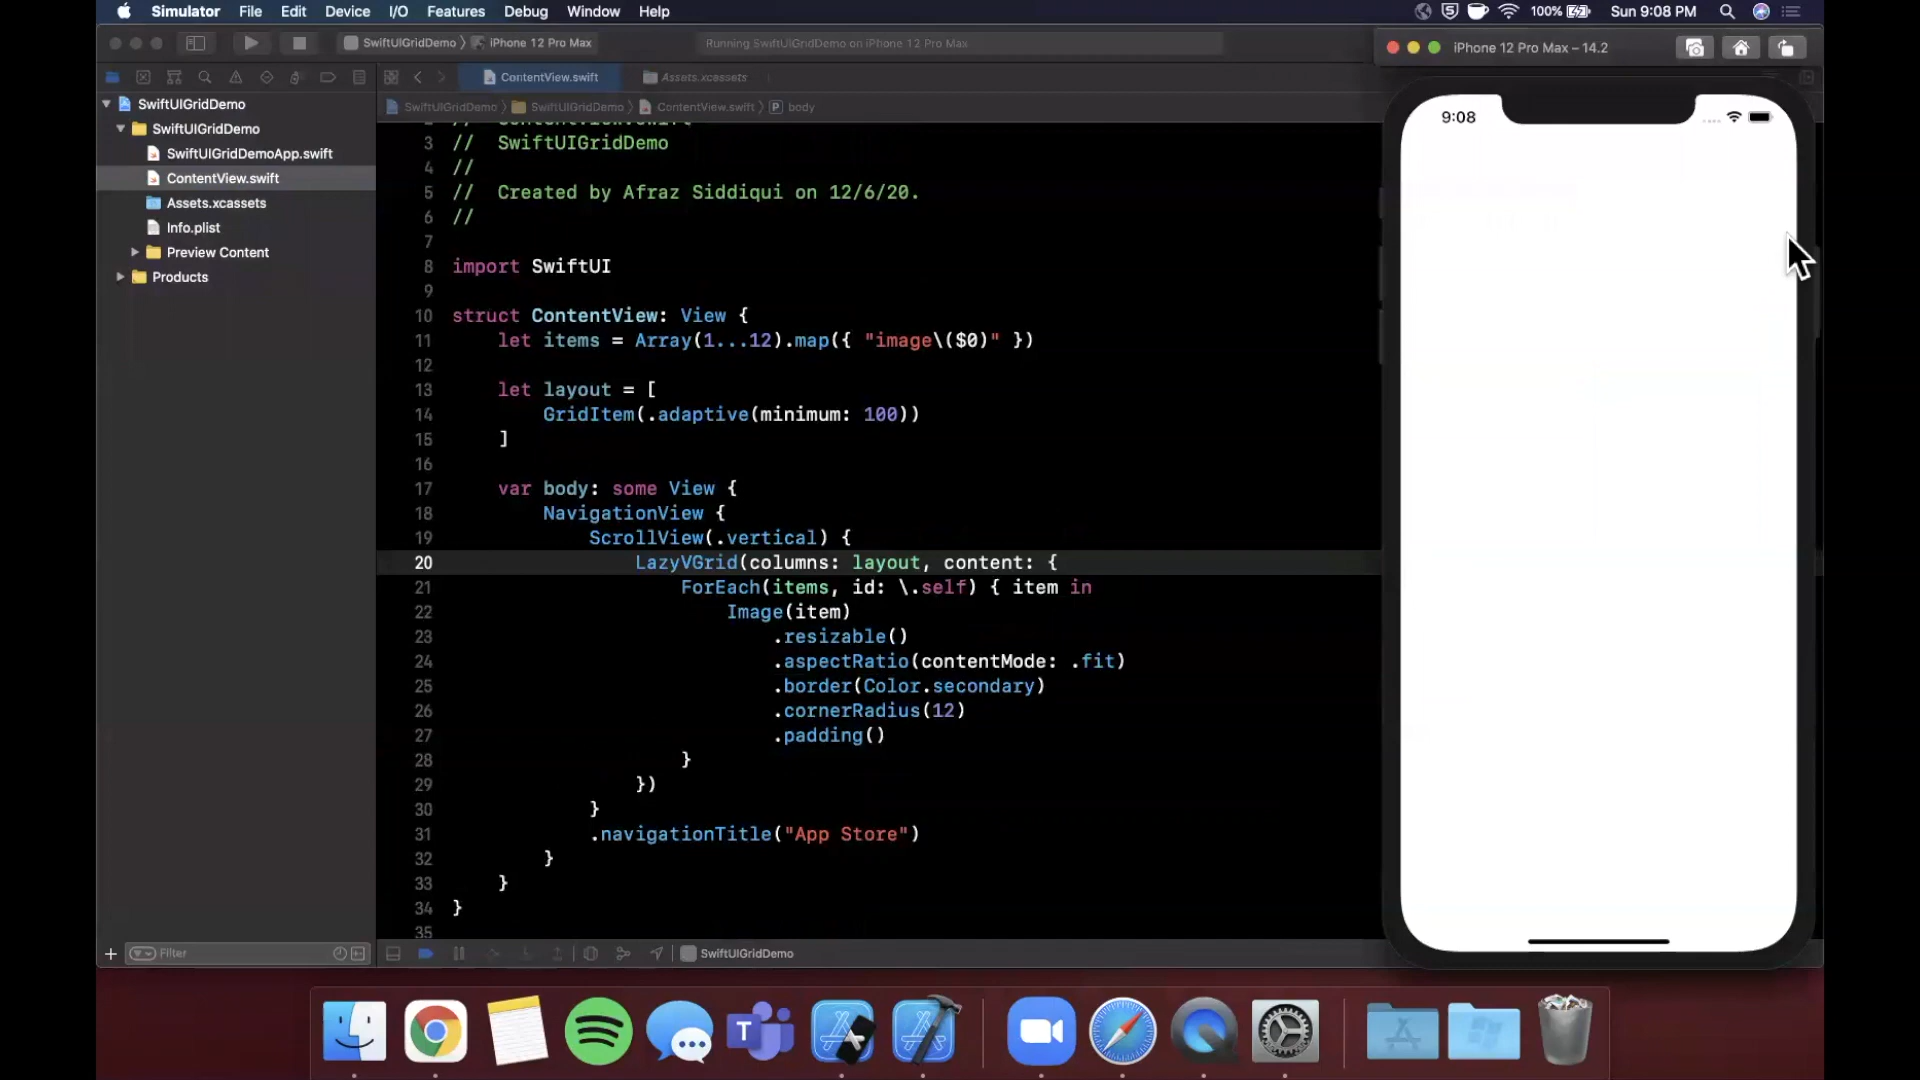 Simulator File Edit Device I/O Features Debug Window Help
100% Sun 9:08 PM
SwiftUIGridDemo iPhone 12 Pro Max
Running SwiftUIGridDemo on iPhone 12 Pro Max
iPhone 12 Pro Max – 14.2
ContentView.swift
Assets.xcassets
SwiftUIGridDemo
SwiftUIGridDemo
SwiftUIGridDemoApp.swift
ContentView.swift
Assets.xcassets
Info.plist
Preview Content
Products
SwiftUIGridDemo SwiftUIGridDemo ContentView.swift P body
3 // SwiftUIGridDemo
4 //
5 // Created by Afraz Siddiqui on 12/6/20.
6 //
7
8 import SwiftUI
9
10 struct ContentView: View {
11 let items = Array(1...12).map({ "image\($0)" })
12
13 let layout = [
14 GridItem(.adaptive(minimum: 100))
15 ]
16
17 var body: some View {
18 NavigationView {
19 ScrollView(.vertical) {
20 LazyVGrid(columns: layout, content: {
21 ForEach(items, id: \.self) { item in
22 Image(item)
23 .resizable()
24 .aspectRatio(contentMode: .fit)
25 .border(Color.secondary)
26 .cornerRadius(12)
27 .padding()
28 }
29 })
30 }
31 .navigationTitle("App Store")
32 }
33 }
34 }
35
9:08
Filter
SwiftUIGridDemo